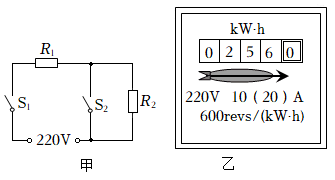 R₁
S₁
S₂
R₂
220V
甲
kW·h
0 2 5 6 0
220V 10 ( 20 ) A
600revs/(kW·h)
乙